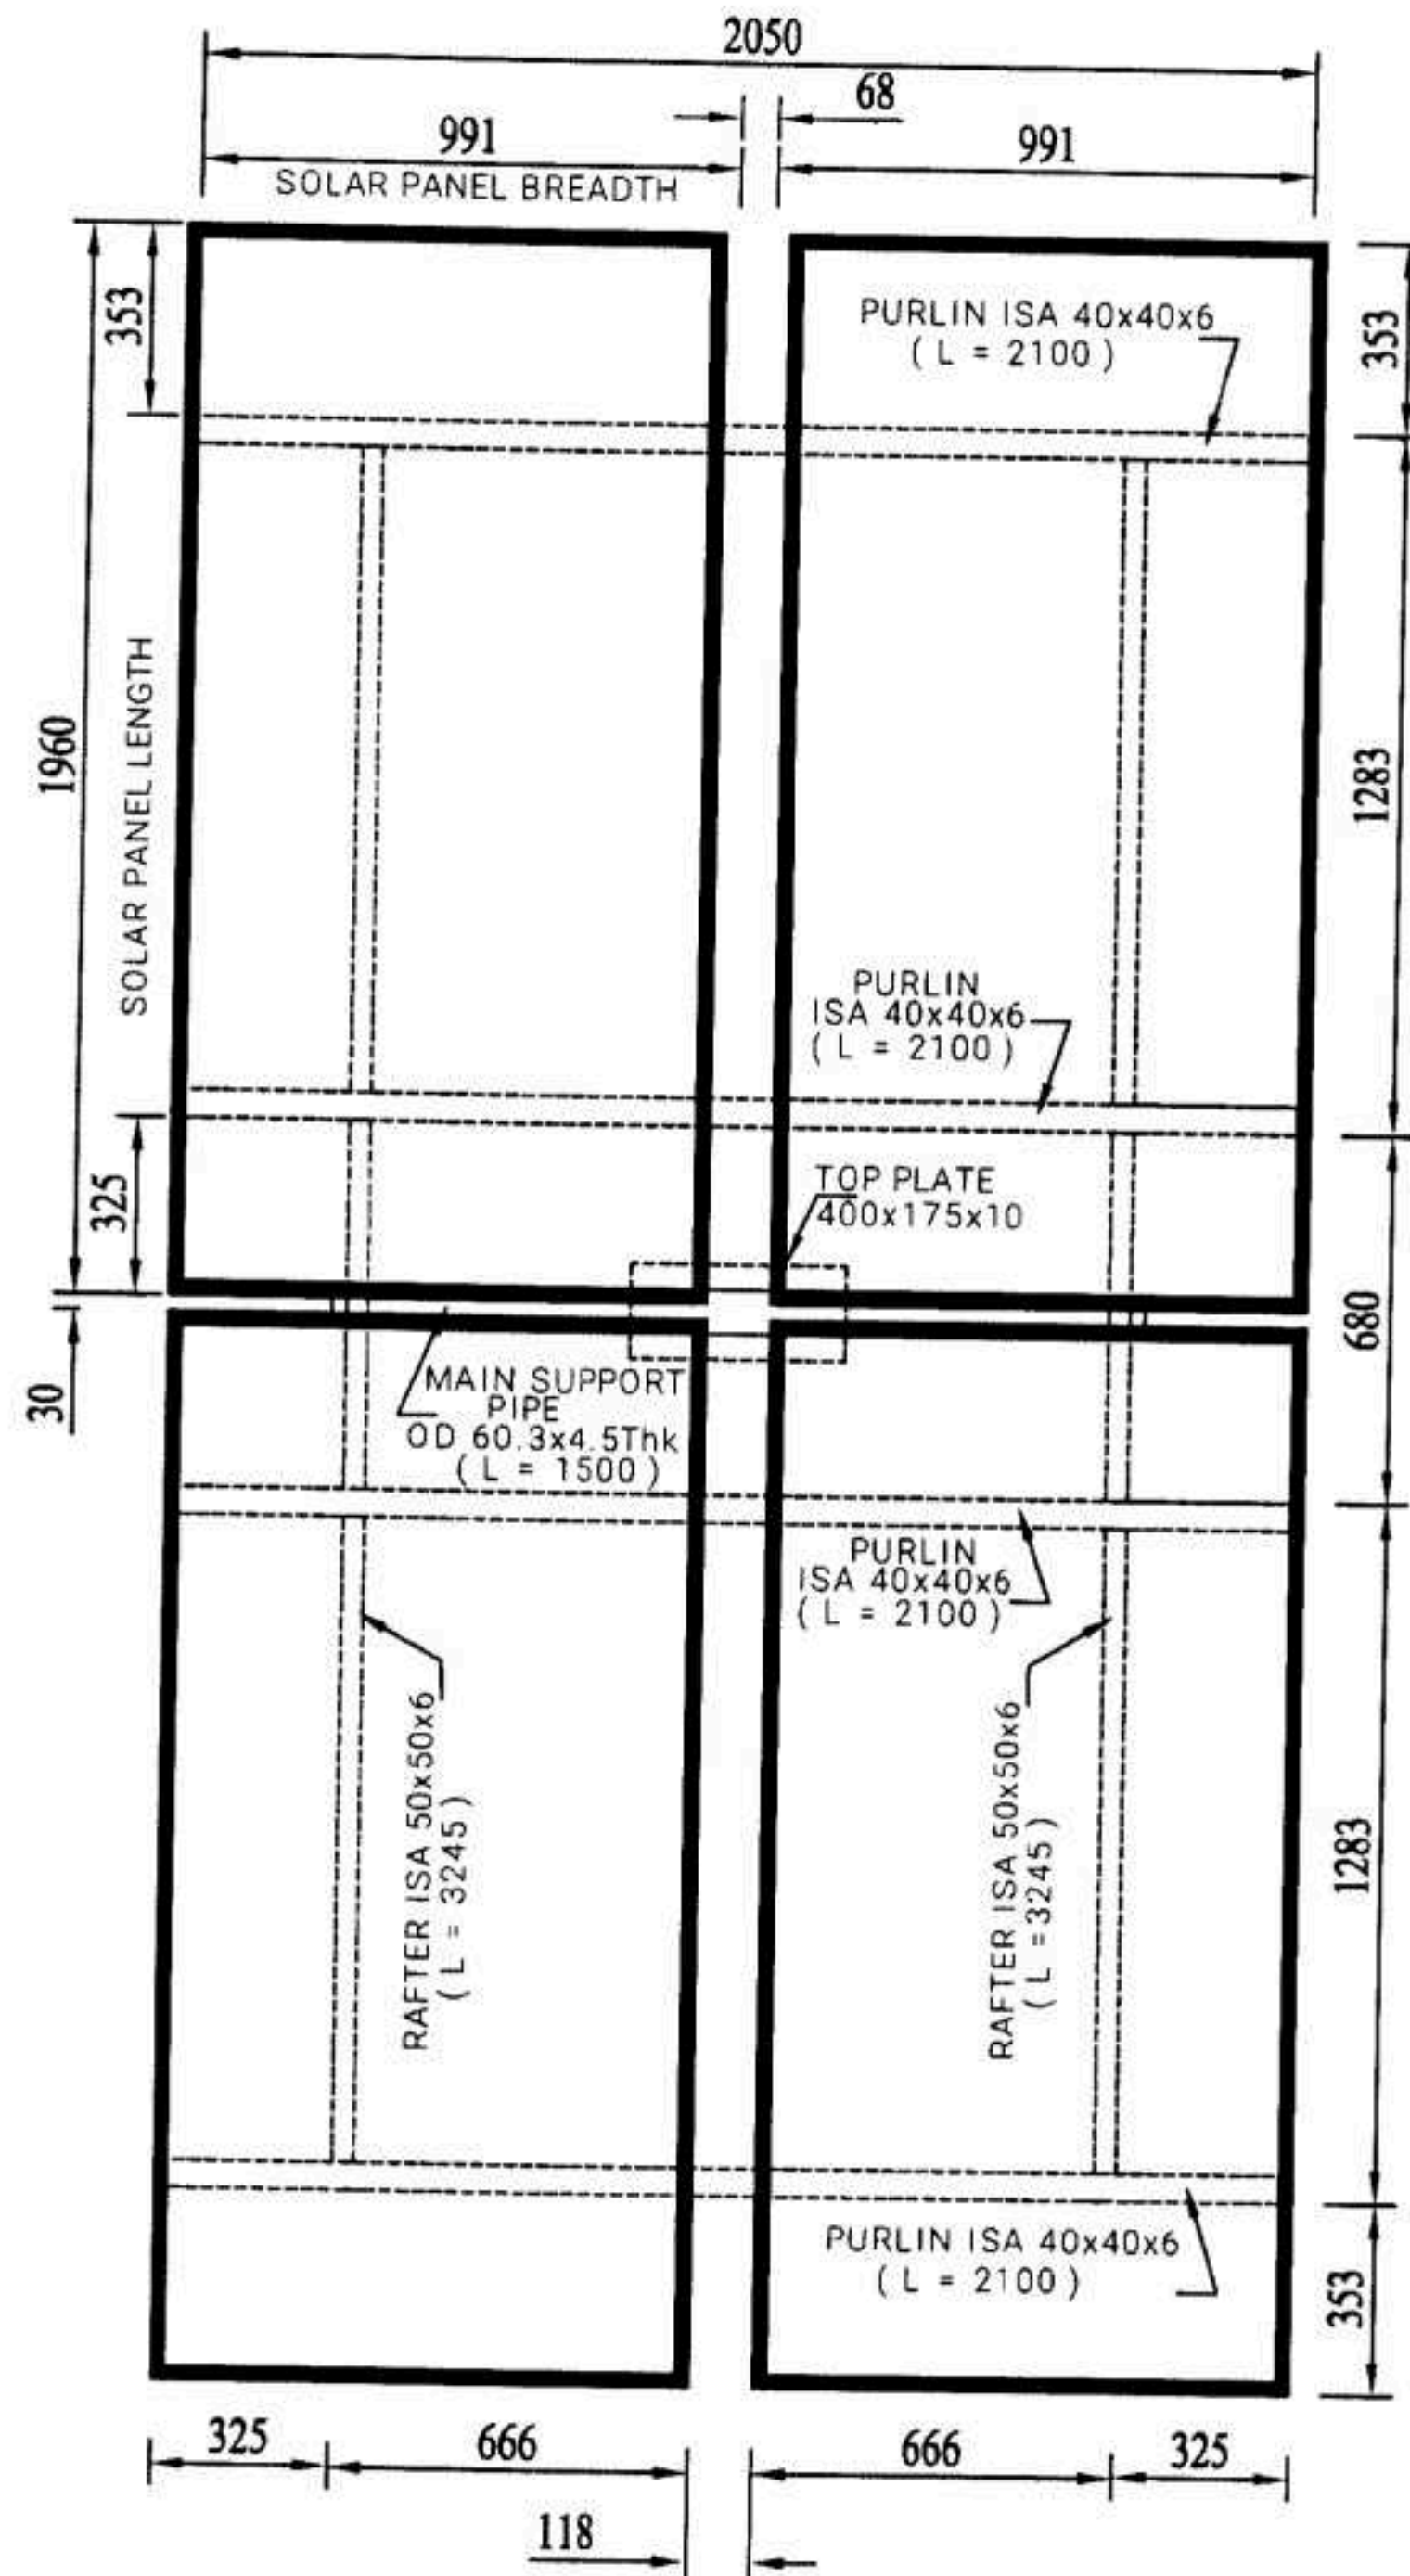 2050
68
991
991
SOLAR PANEL BREADTH
353
PURLIN ISA 40x40x6
( L = 2100 )
353
1960
SOLAR PANEL LENGTH
1283
PURLIN
ISA 40x40x6
( L = 2100 )
325
TOP PLATE
400x175x10
680
30
MAIN SUPPORT
PIPE
OD 60.3x4.5Thk
( L = 1500 )
PURLIN
ISA 40x40x6
( L = 2100 )
RAFTER ISA 50x50x6
( L = 3245 )
RAFTER ISA 50x50x6
( L =3245 )
1283
PURLIN ISA 40x40x6
( L = 2100 )
353
325
666
666
325
118